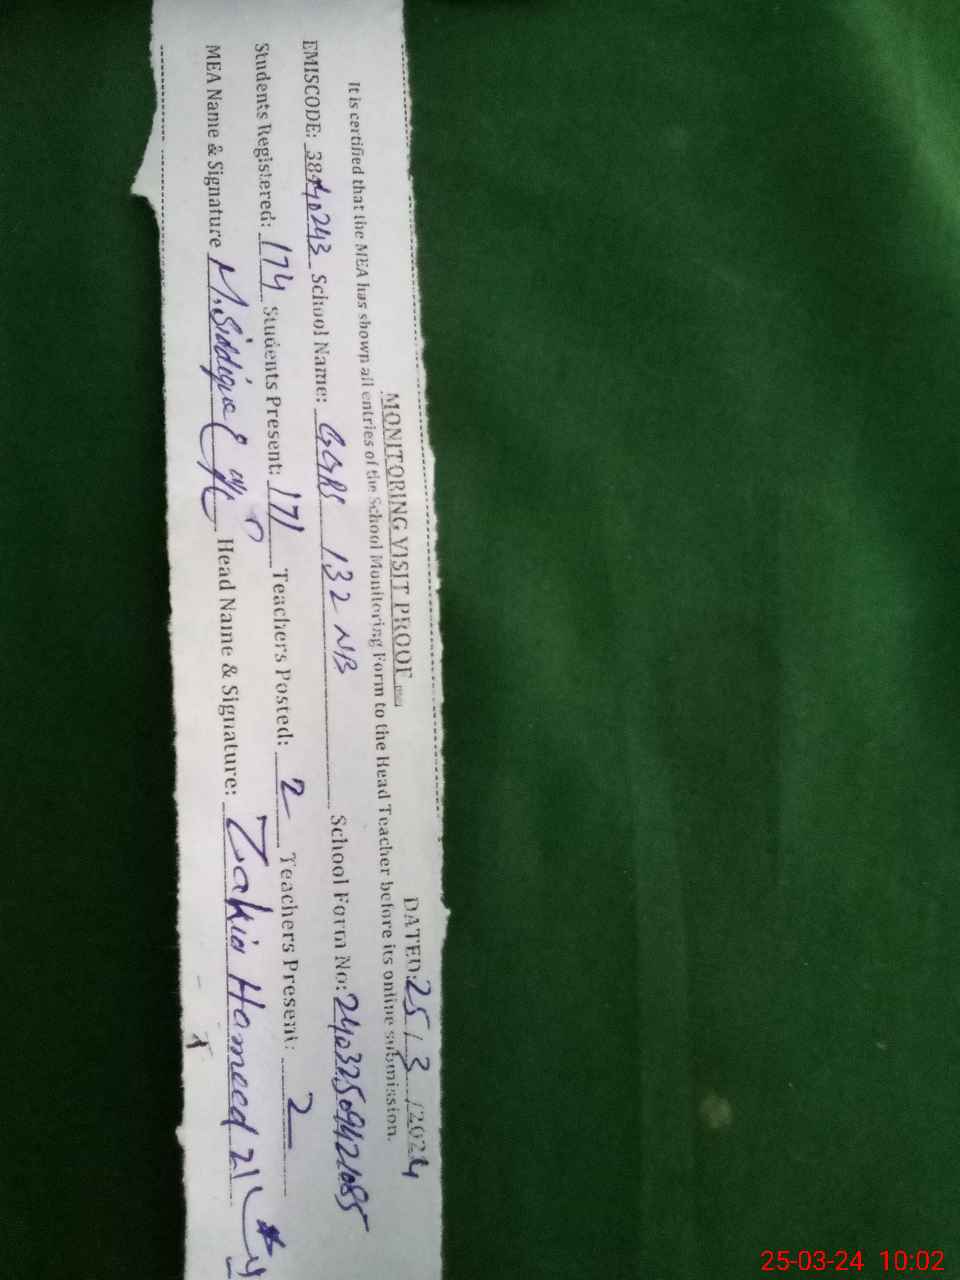 MONITORING VISIT PROOF
DATED: 25/3/2024
It is certified that the MEA has shown all entries of the School Monitoring Form to the Head Teacher before its online submission.
EMISCODE: 38440243 School Name: GGPS 132 NB School Form No: 24032509421085
Students Registered: 174 Students Present: 171 Teachers Posted: 2 Teachers Present: 2
MEA Name & Signature M. Siddique Head Name & Signature: Zakia Hameed
25-03-24 10:02